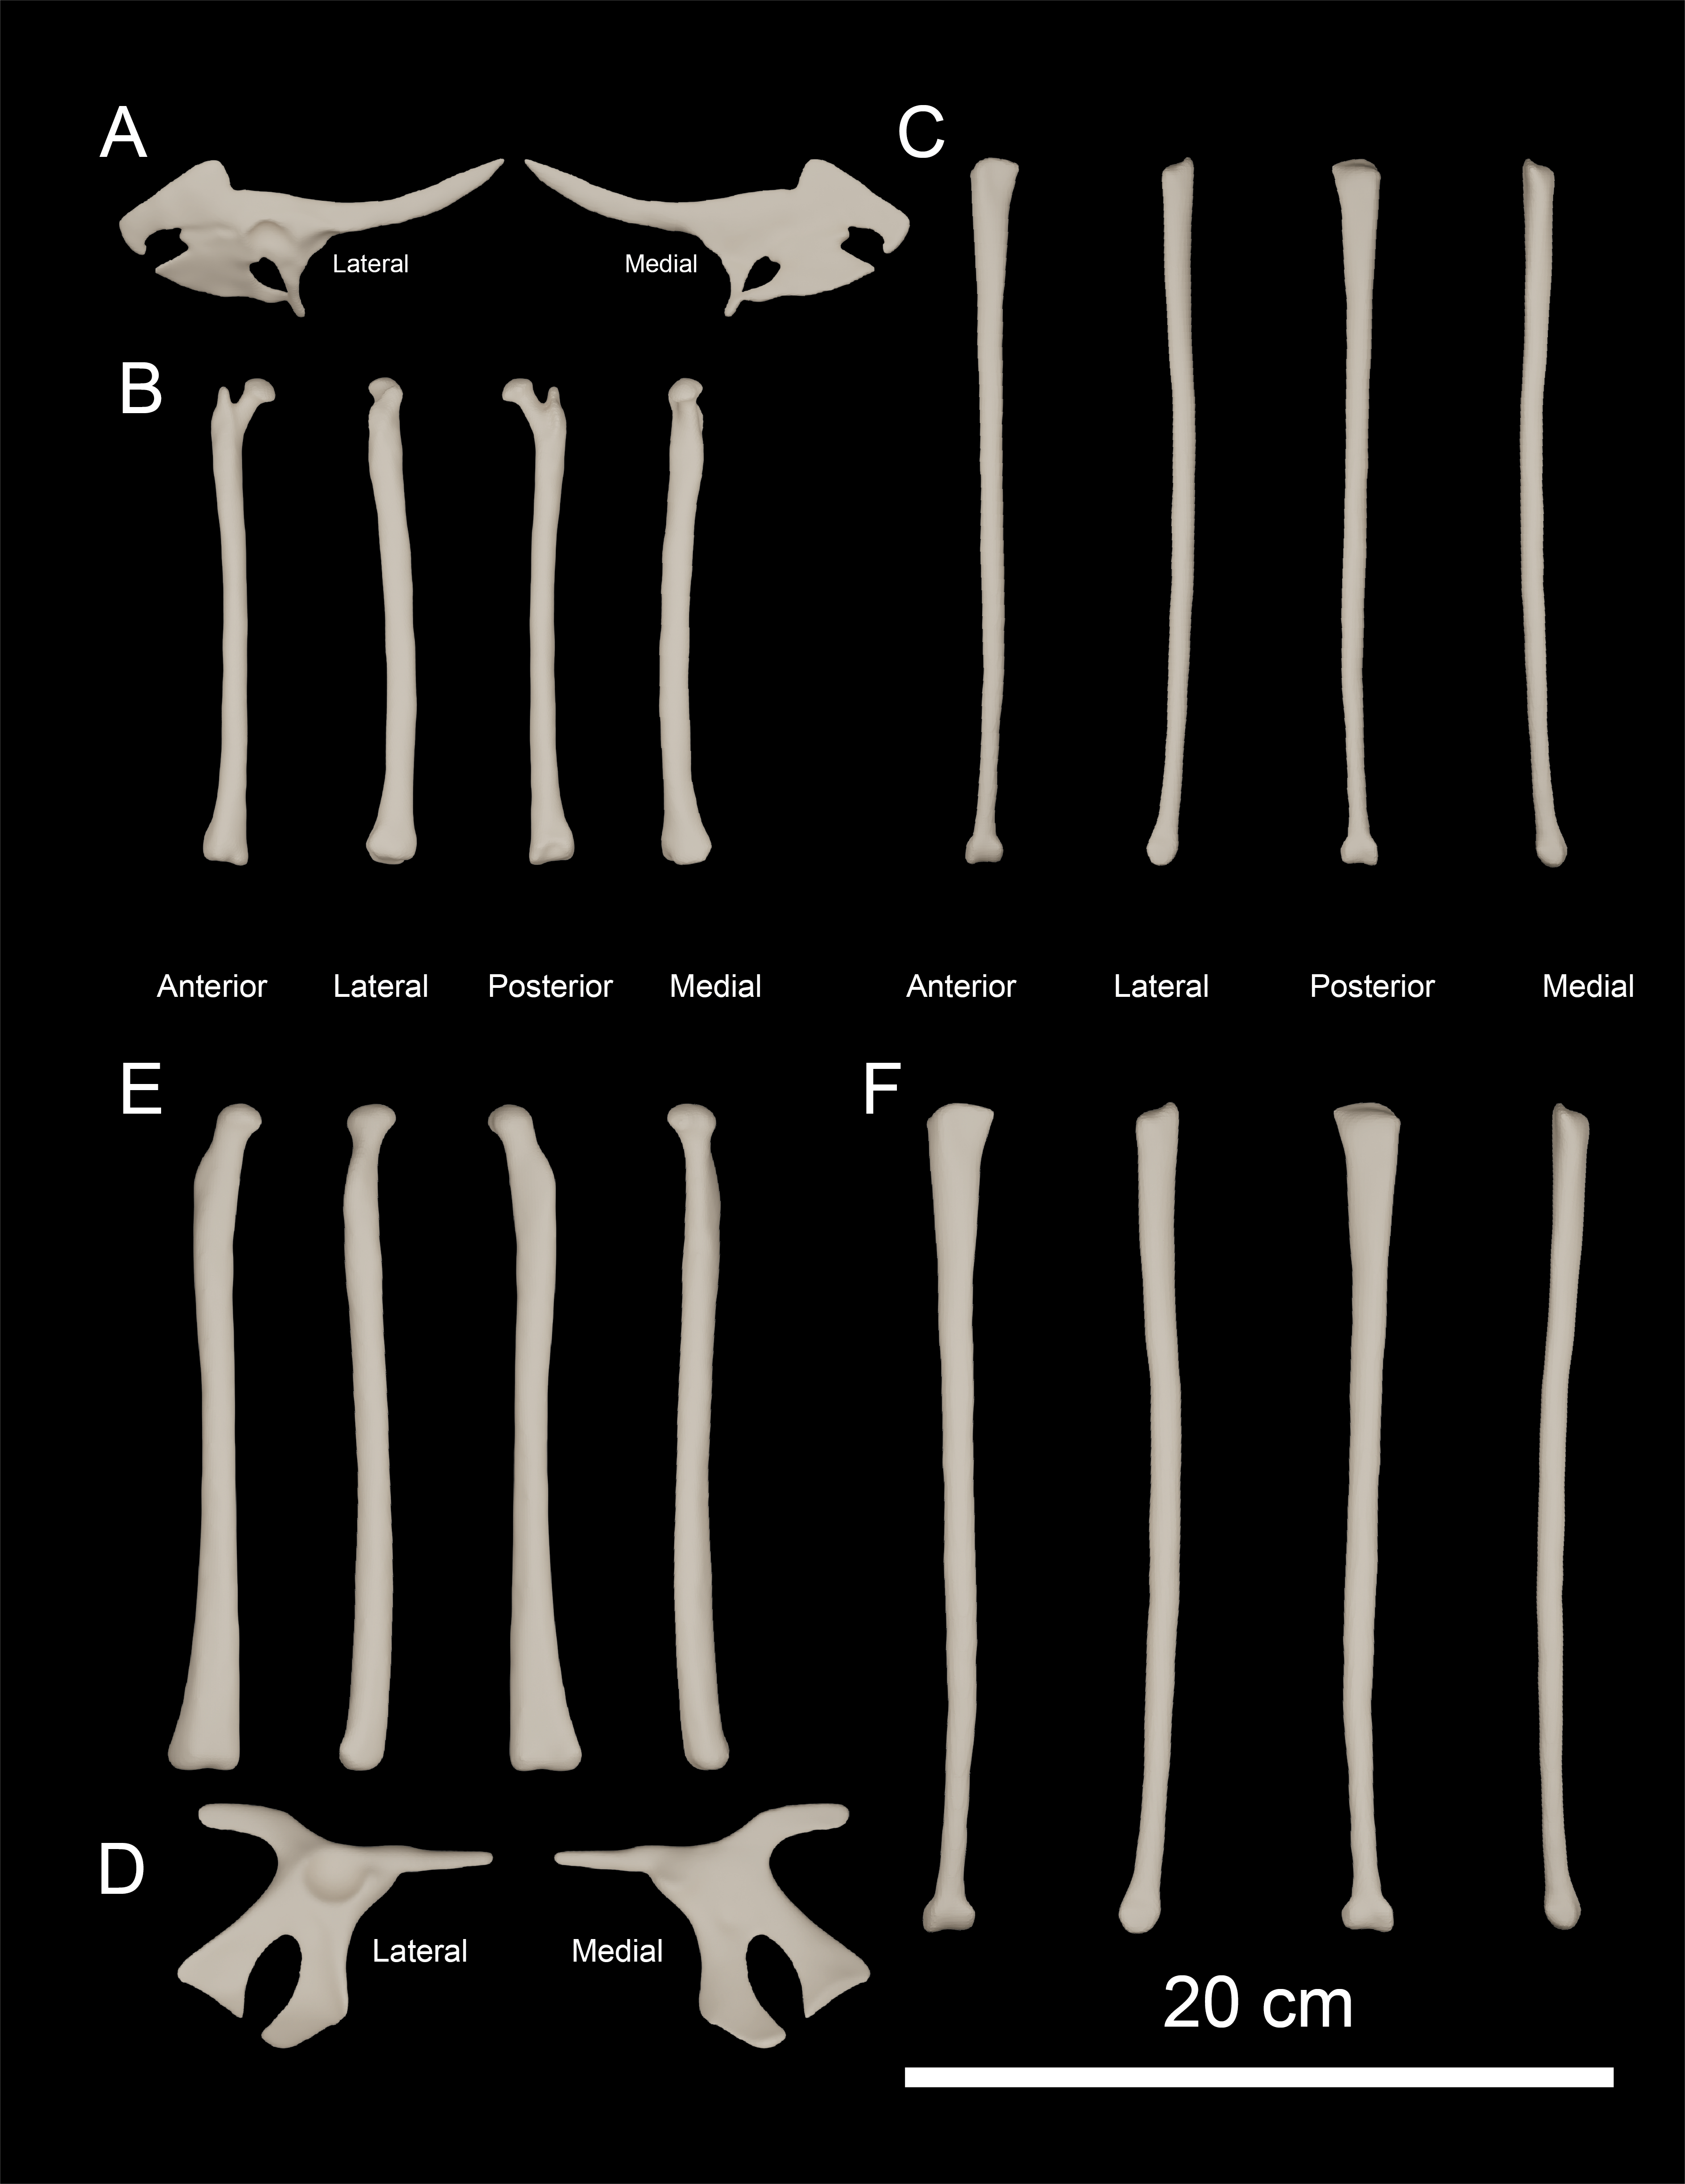 A
C
Lateral Medial
B
Anterior Lateral Posterior Medial Anterior Lateral Posterior Medial
E
F
D
Lateral Medial
20 cm